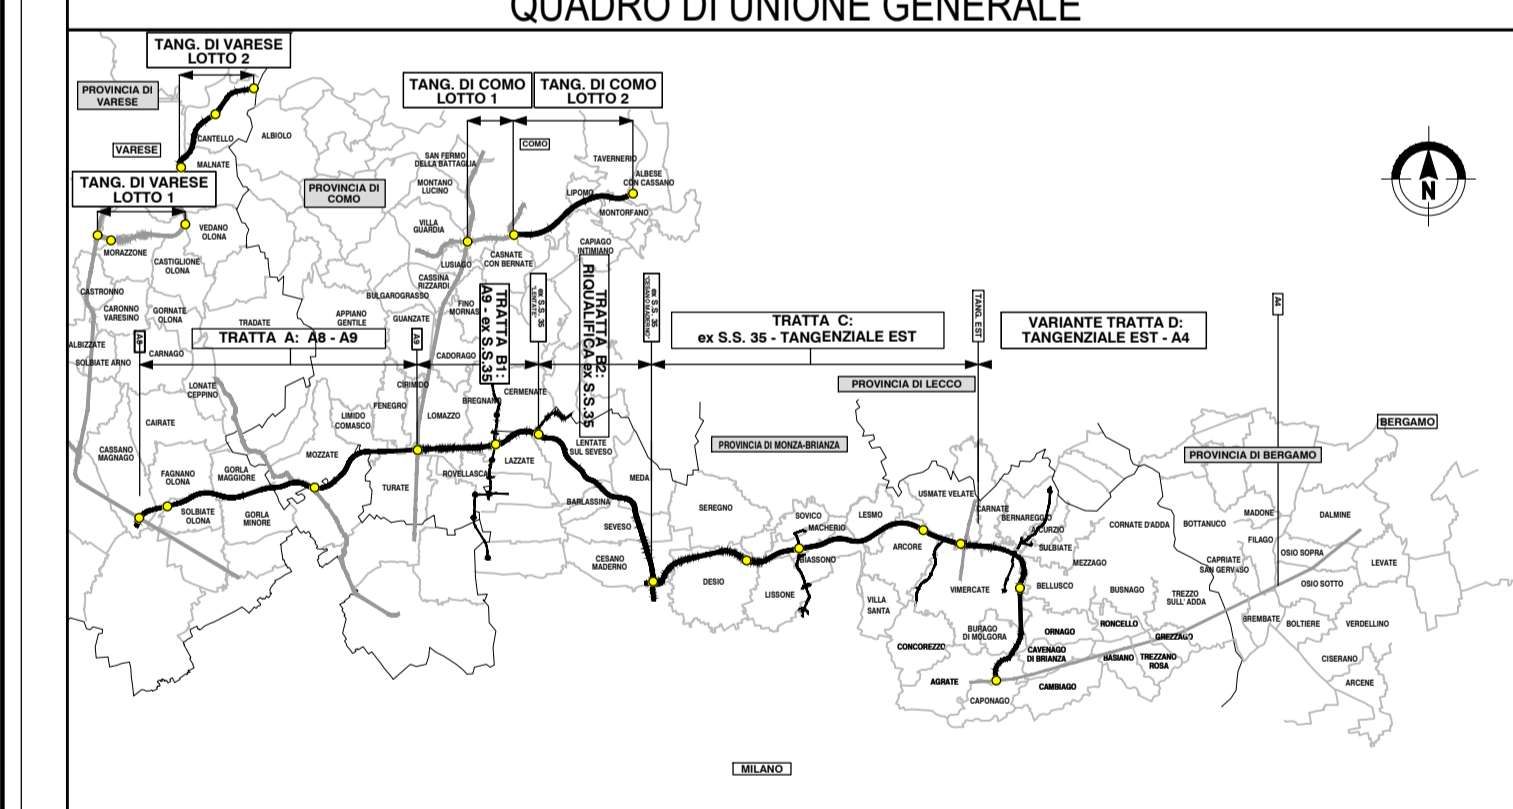 QUADRO DI UNIONE GENERALE
TANG. DI VARESE
LOTTO 2
PROVINCIA DI
VARESE
TANG. DI COMO
LOTTO 1
TANG. DI COMO
LOTTO 2
CANTELLO
ALBIOLO
VARESE
MALNATE
COMO
SAN FERMO
DELLA BATTAGLIA
TAVERNERIO
ALBESE
CON CASSANO
TANG. DI VARESE
LOTTO 1
PROVINCIA DI
COMO
MONTANO
LUCINO
LIPOMO
MONTORFANO
N
VEDANO
OLONA
VILLA
GUARDIA
MORAZZONE
CASTIGLIONE
OLONA
LUSIAGO
CASNATE
CON BERNATE
CAPIAGO
INTIMIANO
CASTRONNO
CASSINA
RIZZARDI
BULGAROGRASSO
CARONNO
VARESINO
GORNATE
OLONA
APPIANO
GENTILE
GUANZATE
FINO
MORNAS
TRATTA B1:
A9 - ex S.S.35
ex S.S. 35
"LENTATE"
TRATTA B2:
RIQUALIFICA ex S.S.35
ex S.S. 35
"CESANO MADERNO"
TANG. EST
A4
TRADATE
TRATTA A: A8 - A9
A8
A9
TRATTA C:
ex S.S. 35 - TANGENZIALE EST
VARIANTE TRATTA D:
TANGENZIALE EST - A4
ALBIZZATE
SOLBIATE ARNO
CARNAGO
CADORAGO
LONATE
CEPPINO
CIRIMIDO
CERMENATE
BREGNANO
PROVINCIA DI LECCO
FENEGRO
LIMIDO
COMASCO
LOMAZZO
CAIRATE
BERGAMO
CASSANO
MAGNAGO
MOZZATE
LAZZATE
LENTATE
SUL SEVESO
PROVINCIA DI MONZA-BRIANZA
PROVINCIA DI BERGAMO
FAGNANO
OLONA
GORLA
MAGGIORE
ROVELLASCA
MEDA
TURATE
SOLBIATE
OLONA
GORLA
MINORE
BARLASSINA
SEVESO
SEREGNO
SOVICO
MACHERIO
LESMO
USMATE VELATE
CARNATE
BERNAREGGIO
AICURZIO
CORNATE D'ADDA
BOTTANUCO
MADONE
DALMINE
FILAGO
CESANO
MADERNO
BIASSONO
ARCORE
SULBIATE
MEZZAGO
CAPRIATE
SAN GERVASO
OSIO SOPRA
LEVATE
OSIO SOTTO
DESIO
LISSONE
VILLA
SANTA
VIMERCATE
BELLUSCO
BUSNAGO
TREZZO
SULL' ADDA
BREMBATE
BOLTIERE
VERDELLINO
BURAGO
DI MOLGORA
ORNAGO
RONCELLO
GREZZAGO
CONCOREZZO
CAVENAGO
DI BRIANZA
BASIANO
TREZZANO
ROSA
CISERANO
ARCENE
AGRATE
CAMBIAGO
CAPONAGO
MILANO